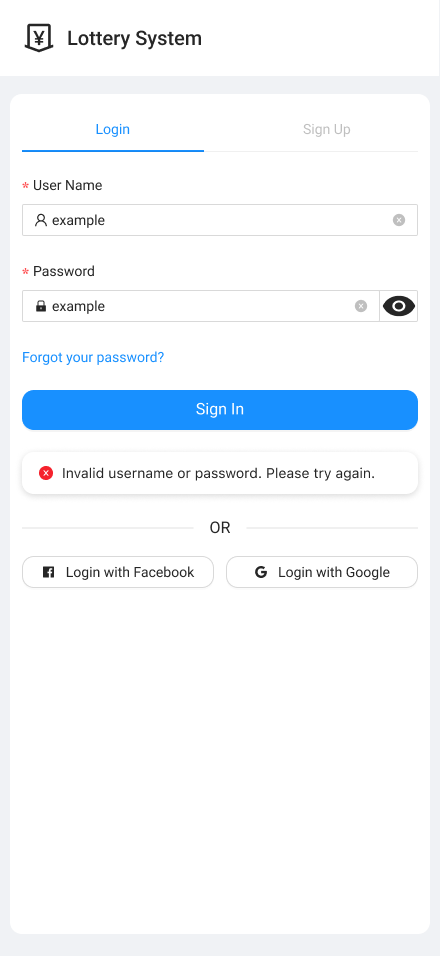 Lottery System
Login
Sign Up
* User Name
example
* Password
example
Forgot your password?
Sign In
Invalid username or password. Please try again.
OR
Login with Facebook
Login with Google